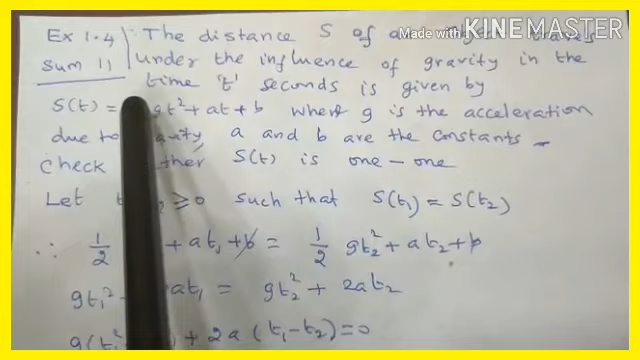 Made with KINEMASTER
Ex 1.4 The distance S of an
sum 11 under the influence of gravity in the
time 't' seconds is given by
S(t) = gt² + at + b where g is the acceleration
due to a and b are the constants
Check S(t) is one - one
Let ≥ 0 such that S(t₁) = S(t₂)
∴ 1/2 + at₁ + b = 1/2 gt₂² + at₂ + b
gt₁² at₁ = gt₂² + 2at₂
+ 2a (t₁ - t₂) = 0